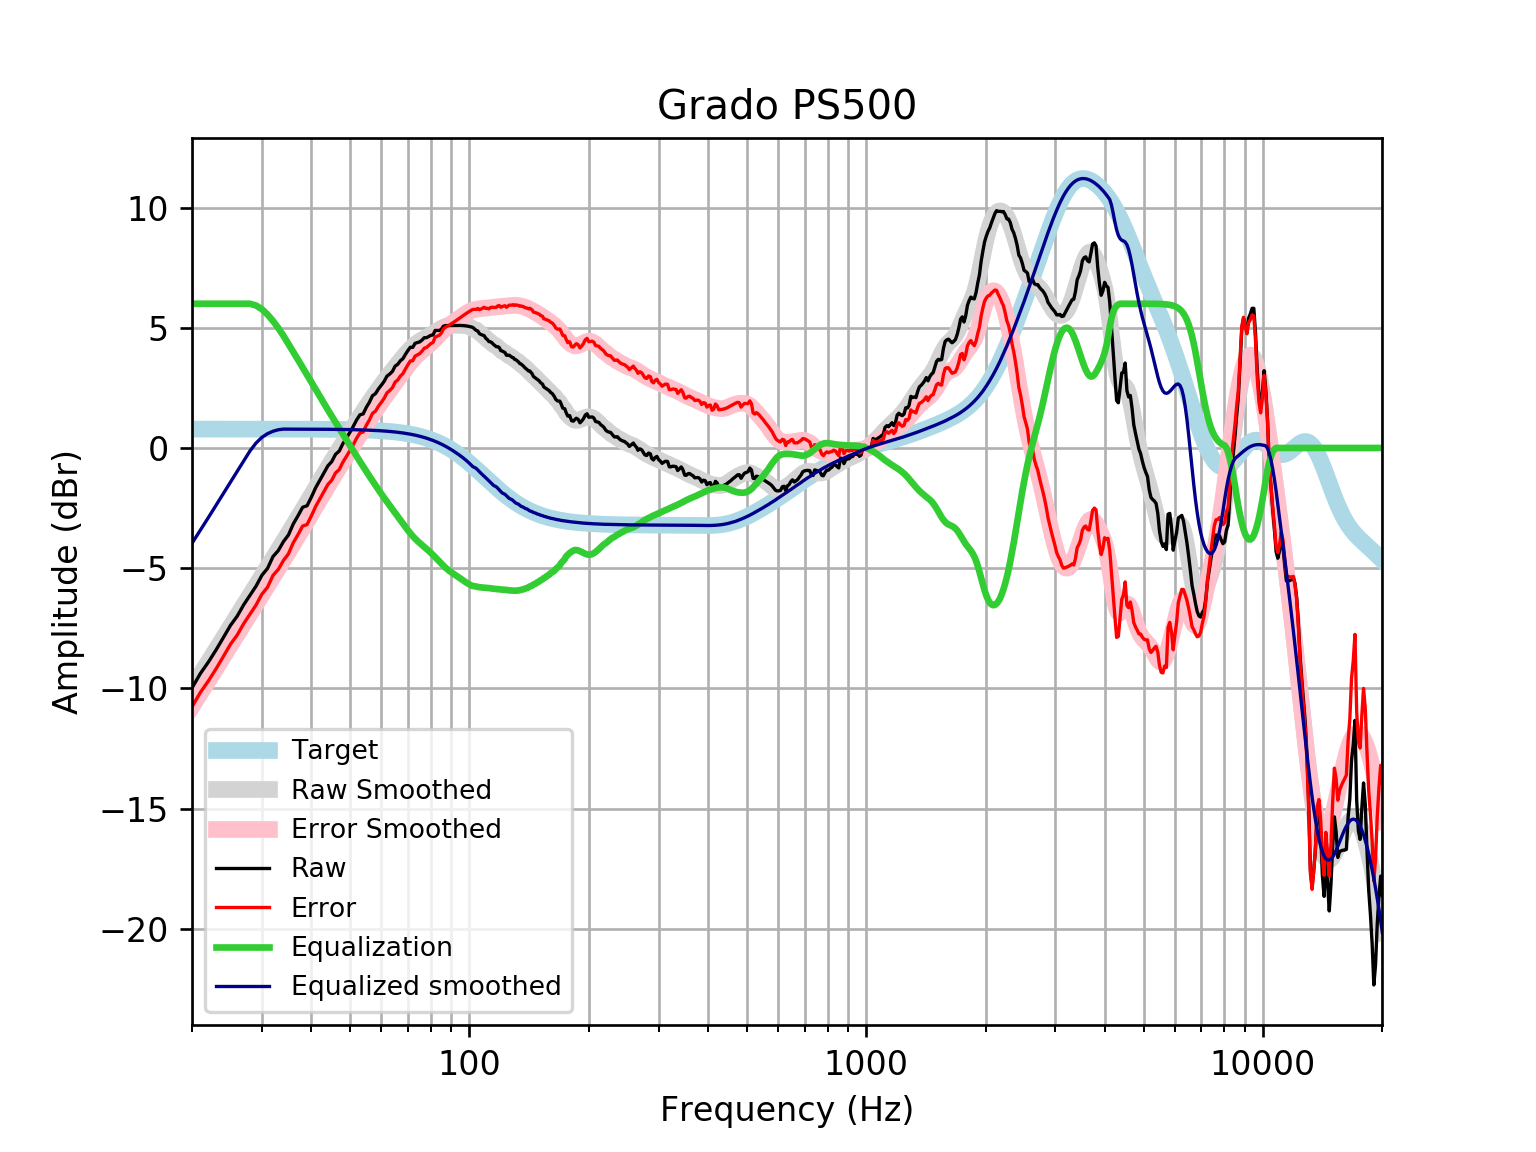 Grado PS500
Amplitude (dBr)
10
5
0
−5
−10
−15
−20
Target
Raw Smoothed
Error Smoothed
Raw
Error
Equalization
Equalized smoothed
100
1000
10000
Frequency (Hz)